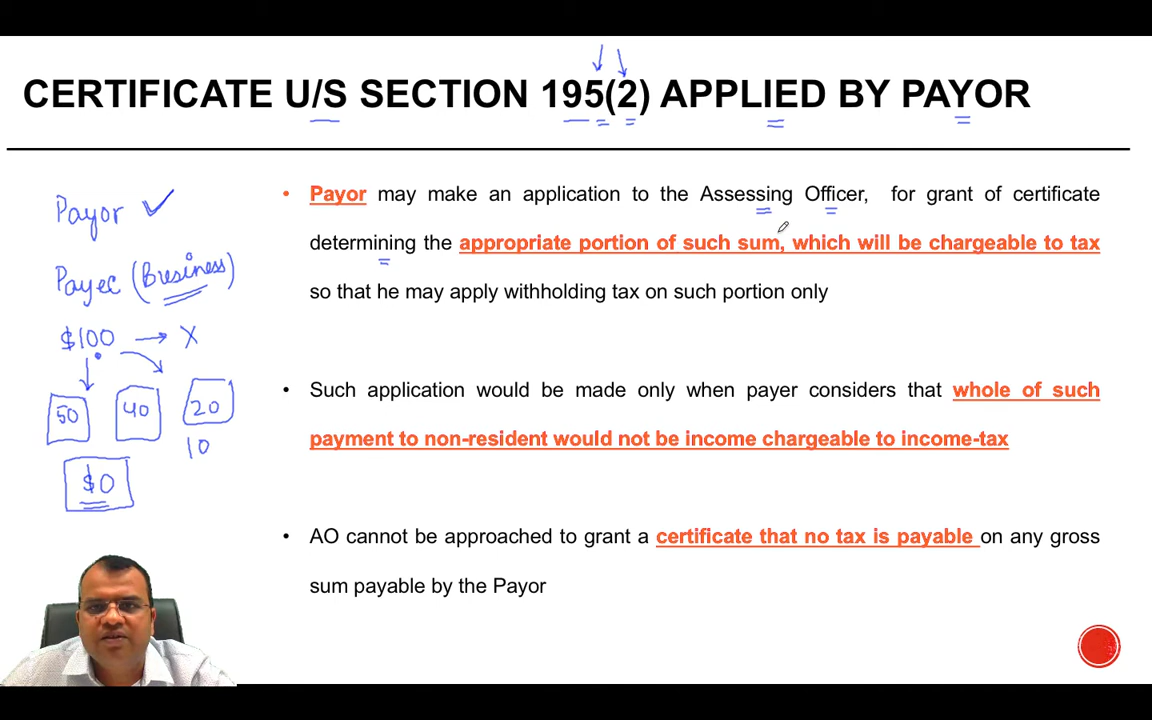 CERTIFICATE U/S SECTION 195(2) APPLIED BY PAYOR
Payor ✓
Payee (Business)
$100 → X
50 40 20
10
$0
• Payor may make an application to the Assessing Officer, for grant of certificate
determining the appropriate portion of such sum, which will be chargeable to tax
so that he may apply withholding tax on such portion only
• Such application would be made only when payer considers that whole of such
payment to non-resident would not be income chargeable to income-tax
• AO cannot be approached to grant a certificate that no tax is payable on any gross
sum payable by the Payor